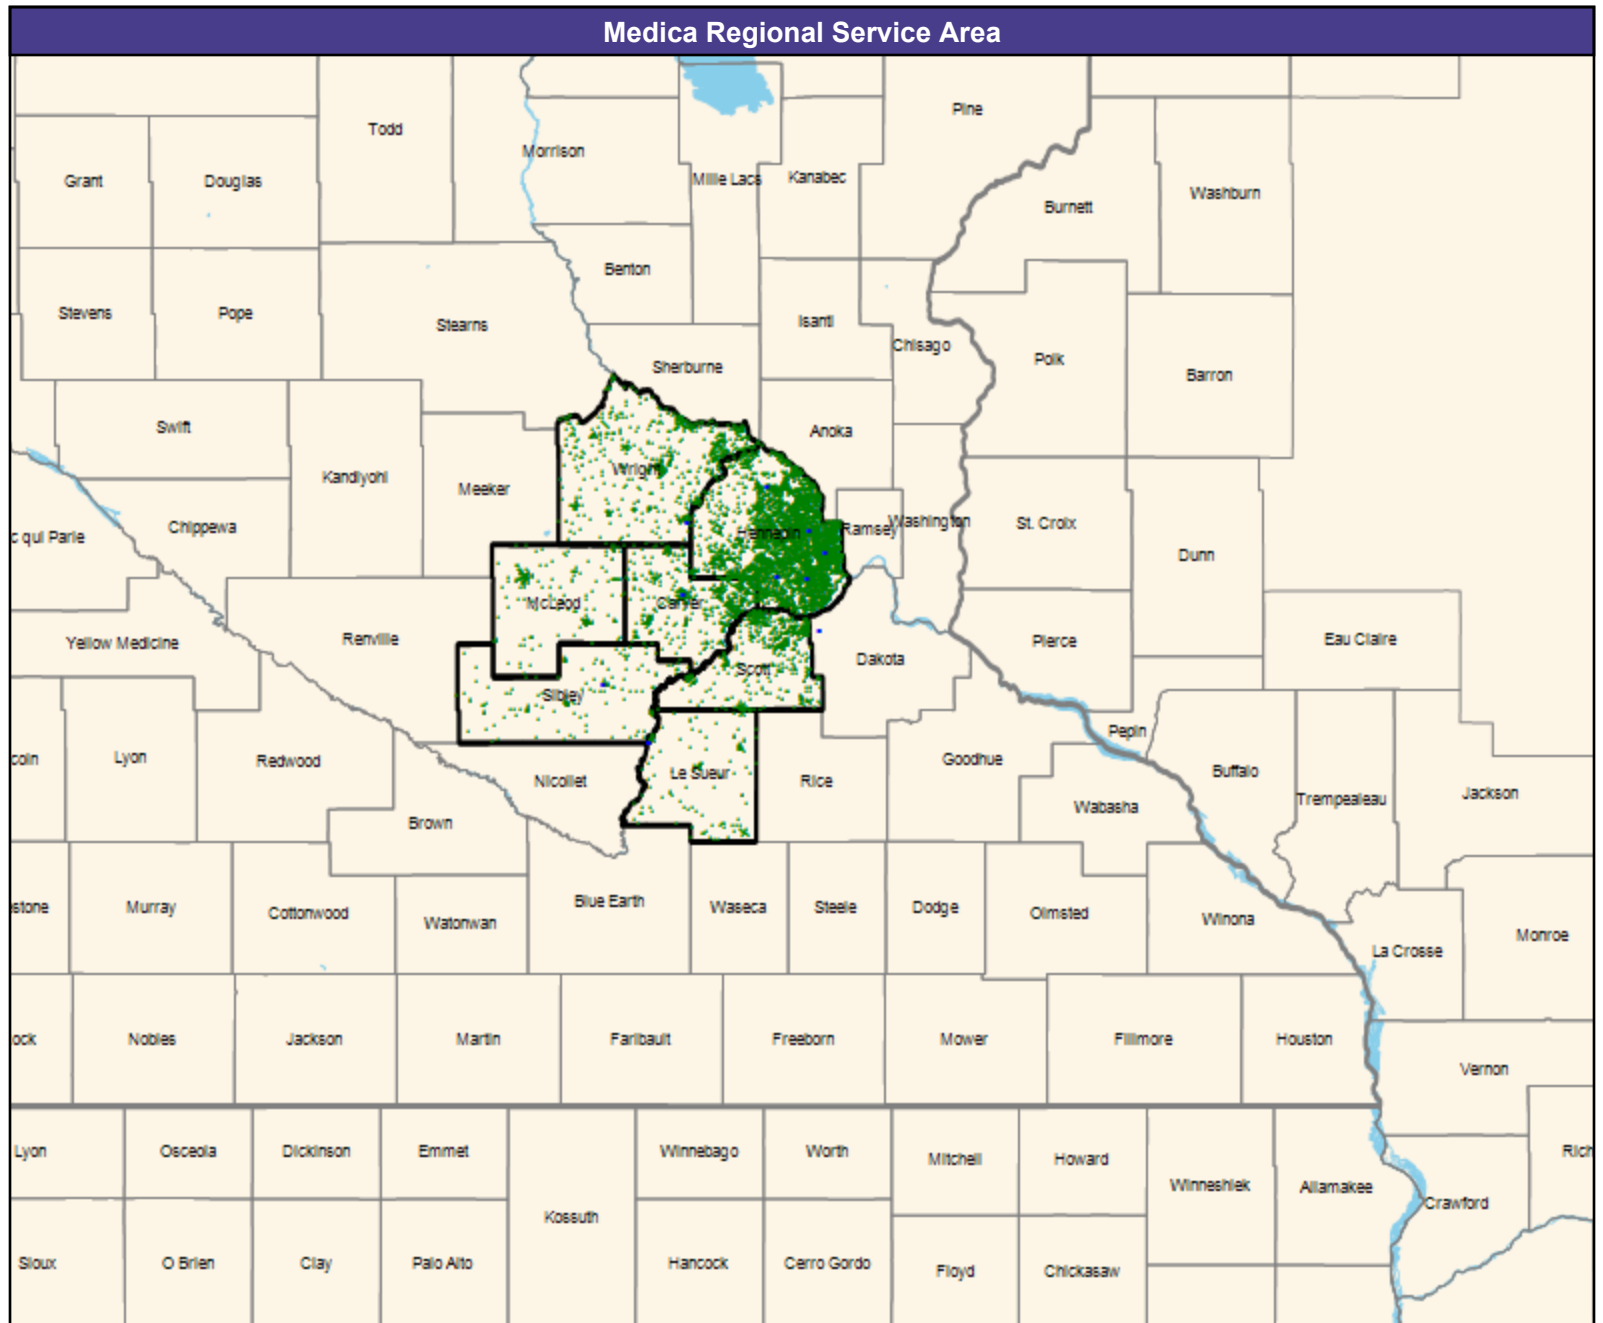 Medica Regional Service Area
Pine
Todd
Morrison
Mille Lacs
Kanabec
Grant
Douglas
Washburn
Burnett
Benton
Stevens
Pope
Stearns
Isanti
Chisago
Polk
Sherburne
Barron
Swift
Anoka
Wright
Kandiyohi
Meeker
Chippewa
c qui Parle
Hennepin
Ramsey
Washington
St. Croix
Dunn
McLeod
Carver
Yellow Medicine
Renville
Pierce
Eau Claire
Dakota
Scott
Sibley
Pepin
Lyon
coln
Redwood
Nicollet
Le Sueur
Rice
Goodhue
Buffalo
Trempealeau
Jackson
Wabasha
Brown
stone
Murray
Cottonwood
Watonwan
Blue Earth
Waseca
Steele
Dodge
Olmsted
Winona
La Crosse
Monroe
ock
Nobles
Jackson
Martin
Faribault
Freeborn
Mower
Fillmore
Houston
Vernon
Lyon
Osceola
Dickinson
Emmet
Winnebago
Worth
Mitchell
Howard
Rich
Winneshiek
Allamakee
Crawford
Kossuth
Sioux
O Brien
Clay
Palo Alto
Hancock
Cerro Gordo
Floyd
Chickasaw